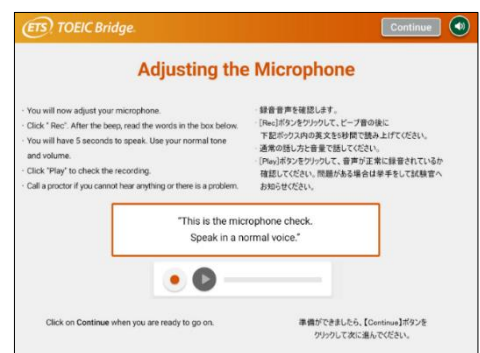 ETS TOEIC Bridge.
Continue
Adjusting the Microphone
· You will now adjust your microphone.
· Click " Rec". After the beep, read the words in the box below.
· You will have 5 seconds to speak. Use your normal tone
and volume.
· Click "Play" to check the recording.
· Call a proctor if you cannot hear anything or there is a problem.
· 録音音声を確認します。
· [Rec]ボタンをクリックして、ビープ音の後に
下記ボックス内の英文を5秒間で読み上げてください。
· 通常の話し方と音量で話してください。
· [Play]ボタンをクリックして、音声が正常に録音されているか
確認してください。問題がある場合は挙手をして試験官へ
お知らせください。
"This is the microphone check.
Speak in a normal voice."
Click on Continue when you are ready to go on.
準備ができましたら、【Continue】ボタンを
クリックして次に進んでください。